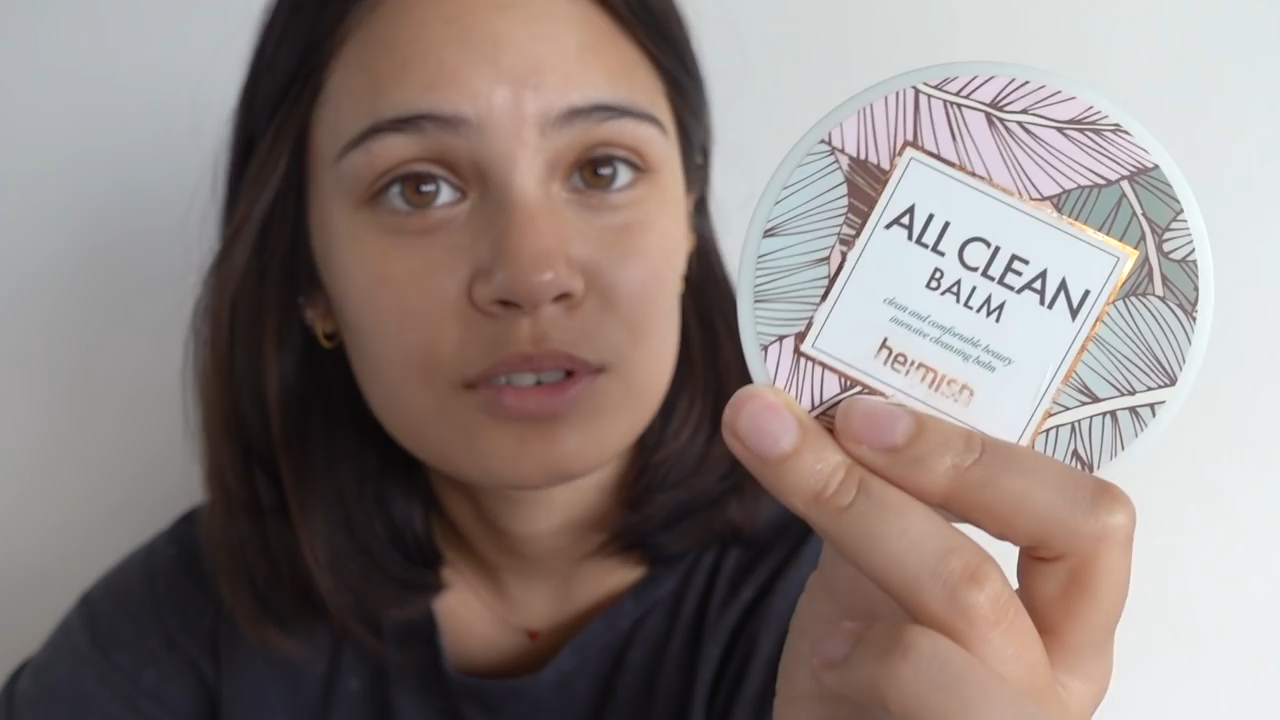 ALL CLEAN
BALM
clean and comfortable beauty
intensive cleansing balm
heimish